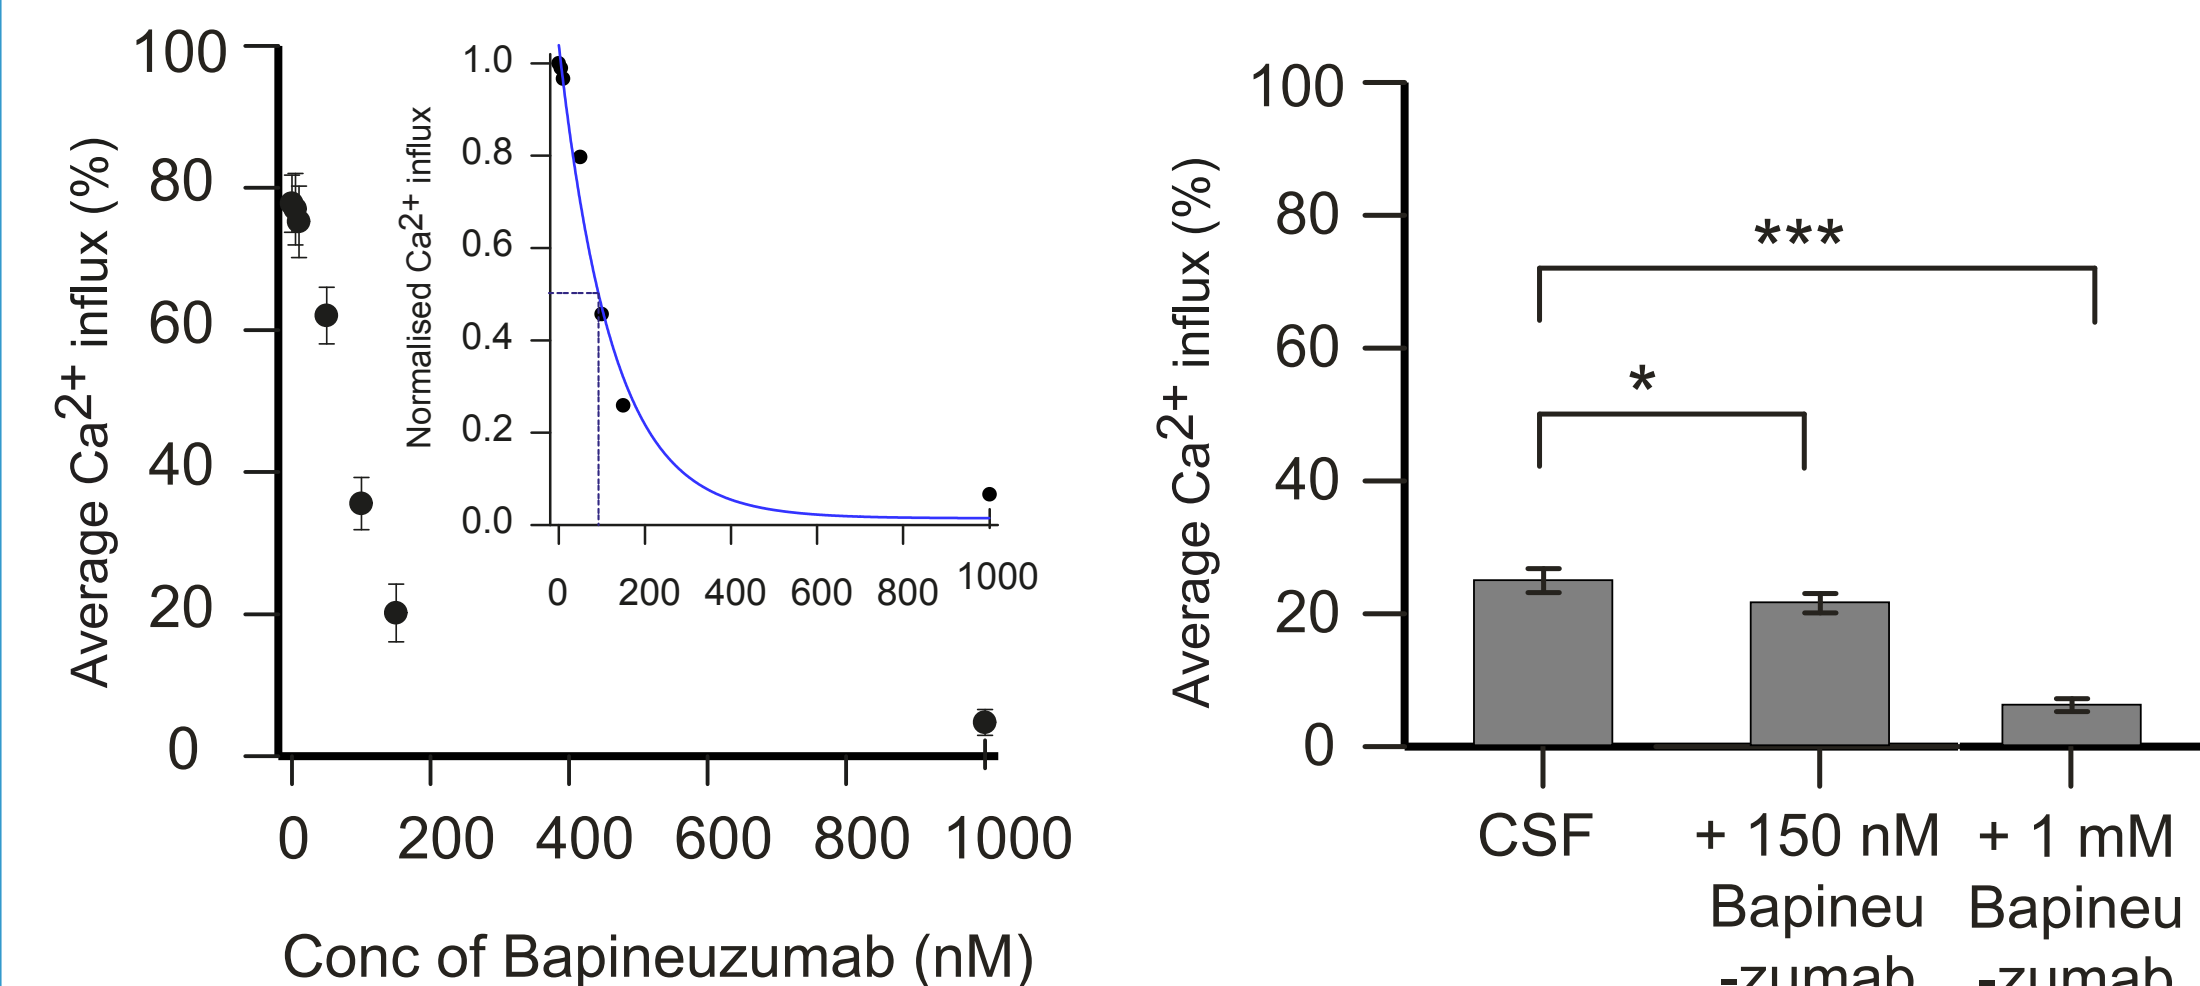 100
80
60
40
20
0
Average Ca2+ influx (%)
0 200 400 600 800 1000
Conc of Bapineuzumab (nM)
1.0
0.8
0.6
0.4
0.2
0.0
Normalised Ca2+ influx
0 200 400 600 800 1000
100
80
60
40
20
0
Average Ca2+ influx (%)
***
*
CSF
+ 150 nM
Bapineu
-zumab
+ 1 mM
Bapineu
-zumab